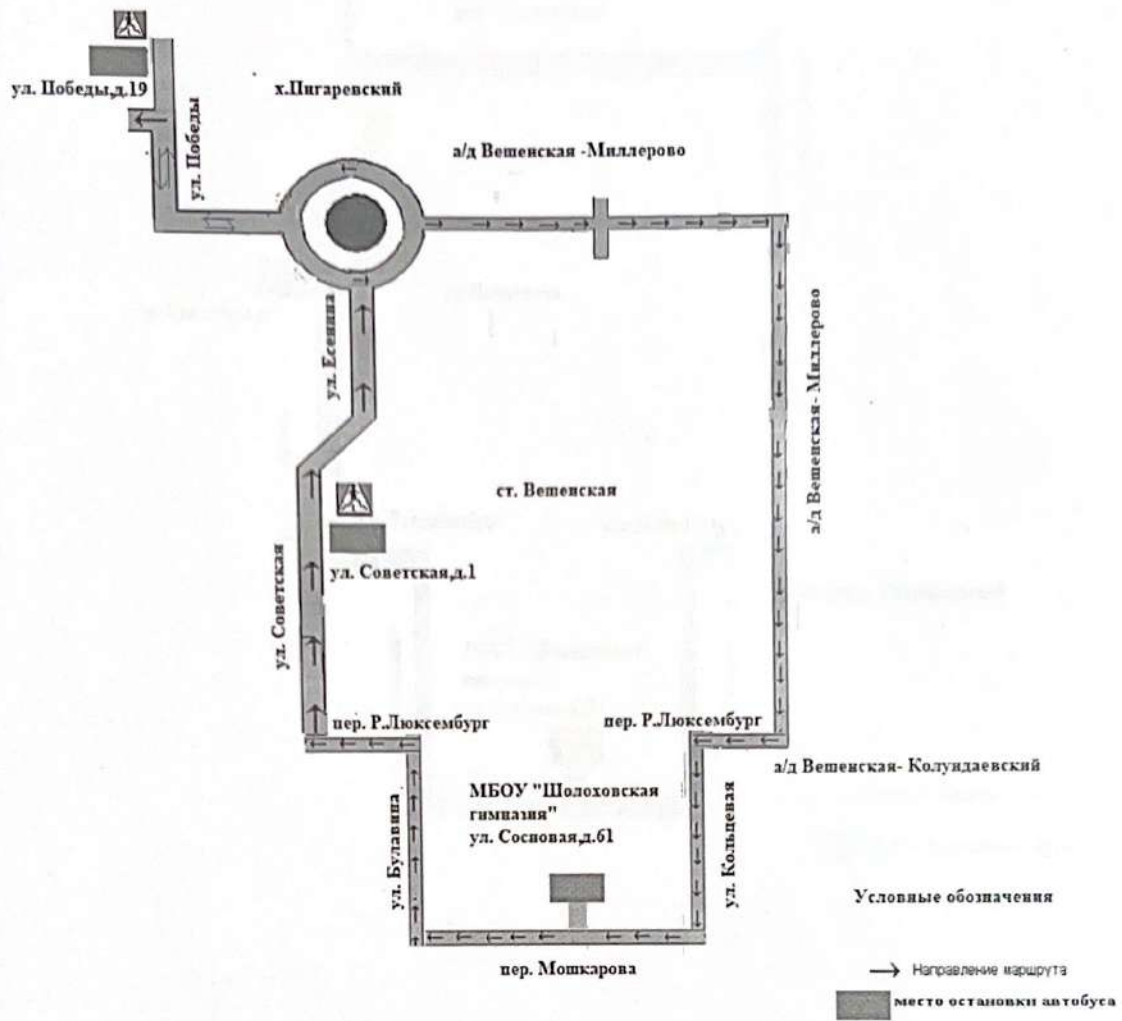 ул. Победы,д.19
х.Пигаревский
ул. Победы
а/д Вешенская -Миллерово
ул. Есенина
а/д Вешенская- Миллерово
ст. Вешенская
ул. Советская,д.1
ул. Советская
пер. Р.Люксембург
пер. Р.Люксембург
а/д Вешенская- Колундаевский
МБОУ "Шолоховская
гимназия"
ул. Сосновая,д.61
ул. Булавина
ул. Кольцевая
пер. Мошкарова
Условные обозначения
Направление маршрута
место остановки автобуса